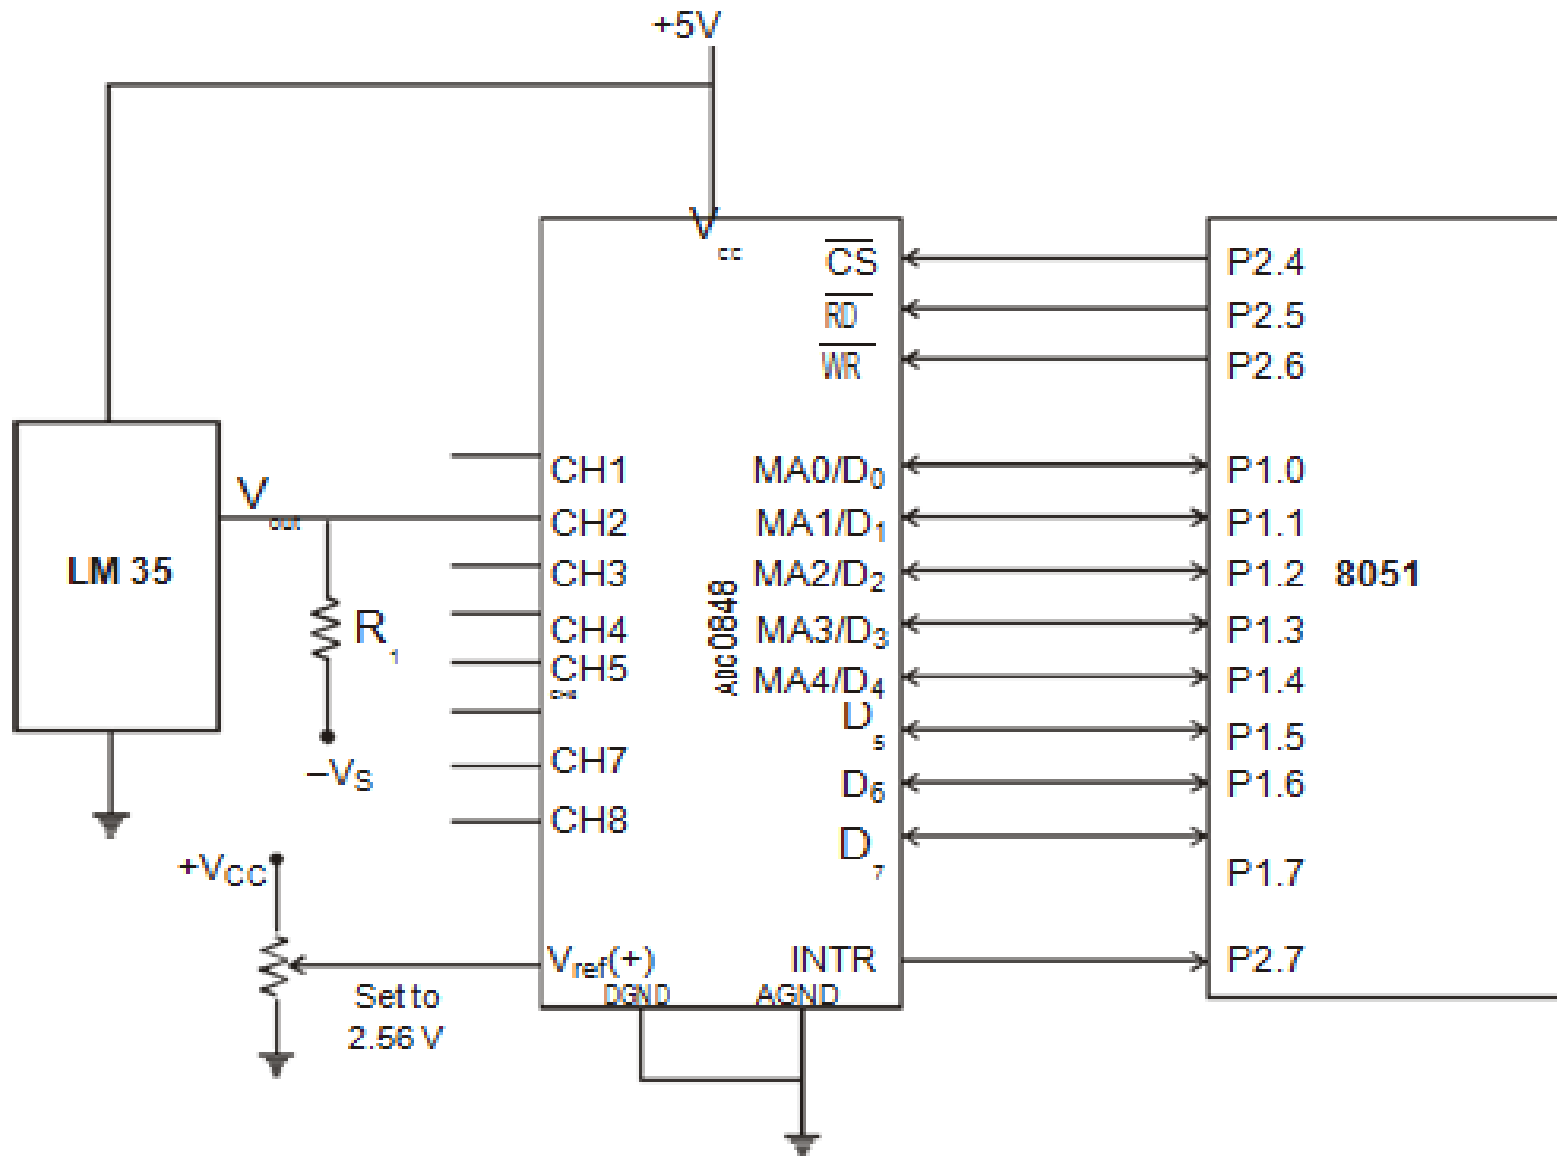 +5V
Vcc
CS
RD
WR
P2.4
P2.5
P2.6
LM 35
Vout
R1
–VS
CH1
CH2
CH3
CH4
CH5
CH7
CH8
ADC0848
MA0/D0
MA1/D1
MA2/D2
MA3/D3
MA4/D4
D5
D6
D7
P1.0
P1.1
P1.2
8051
P1.3
P1.4
P1.5
P1.6
P1.7
+VCC
Set to
2.56 V
Vref(+)
INTR
DGND
AGND
P2.7